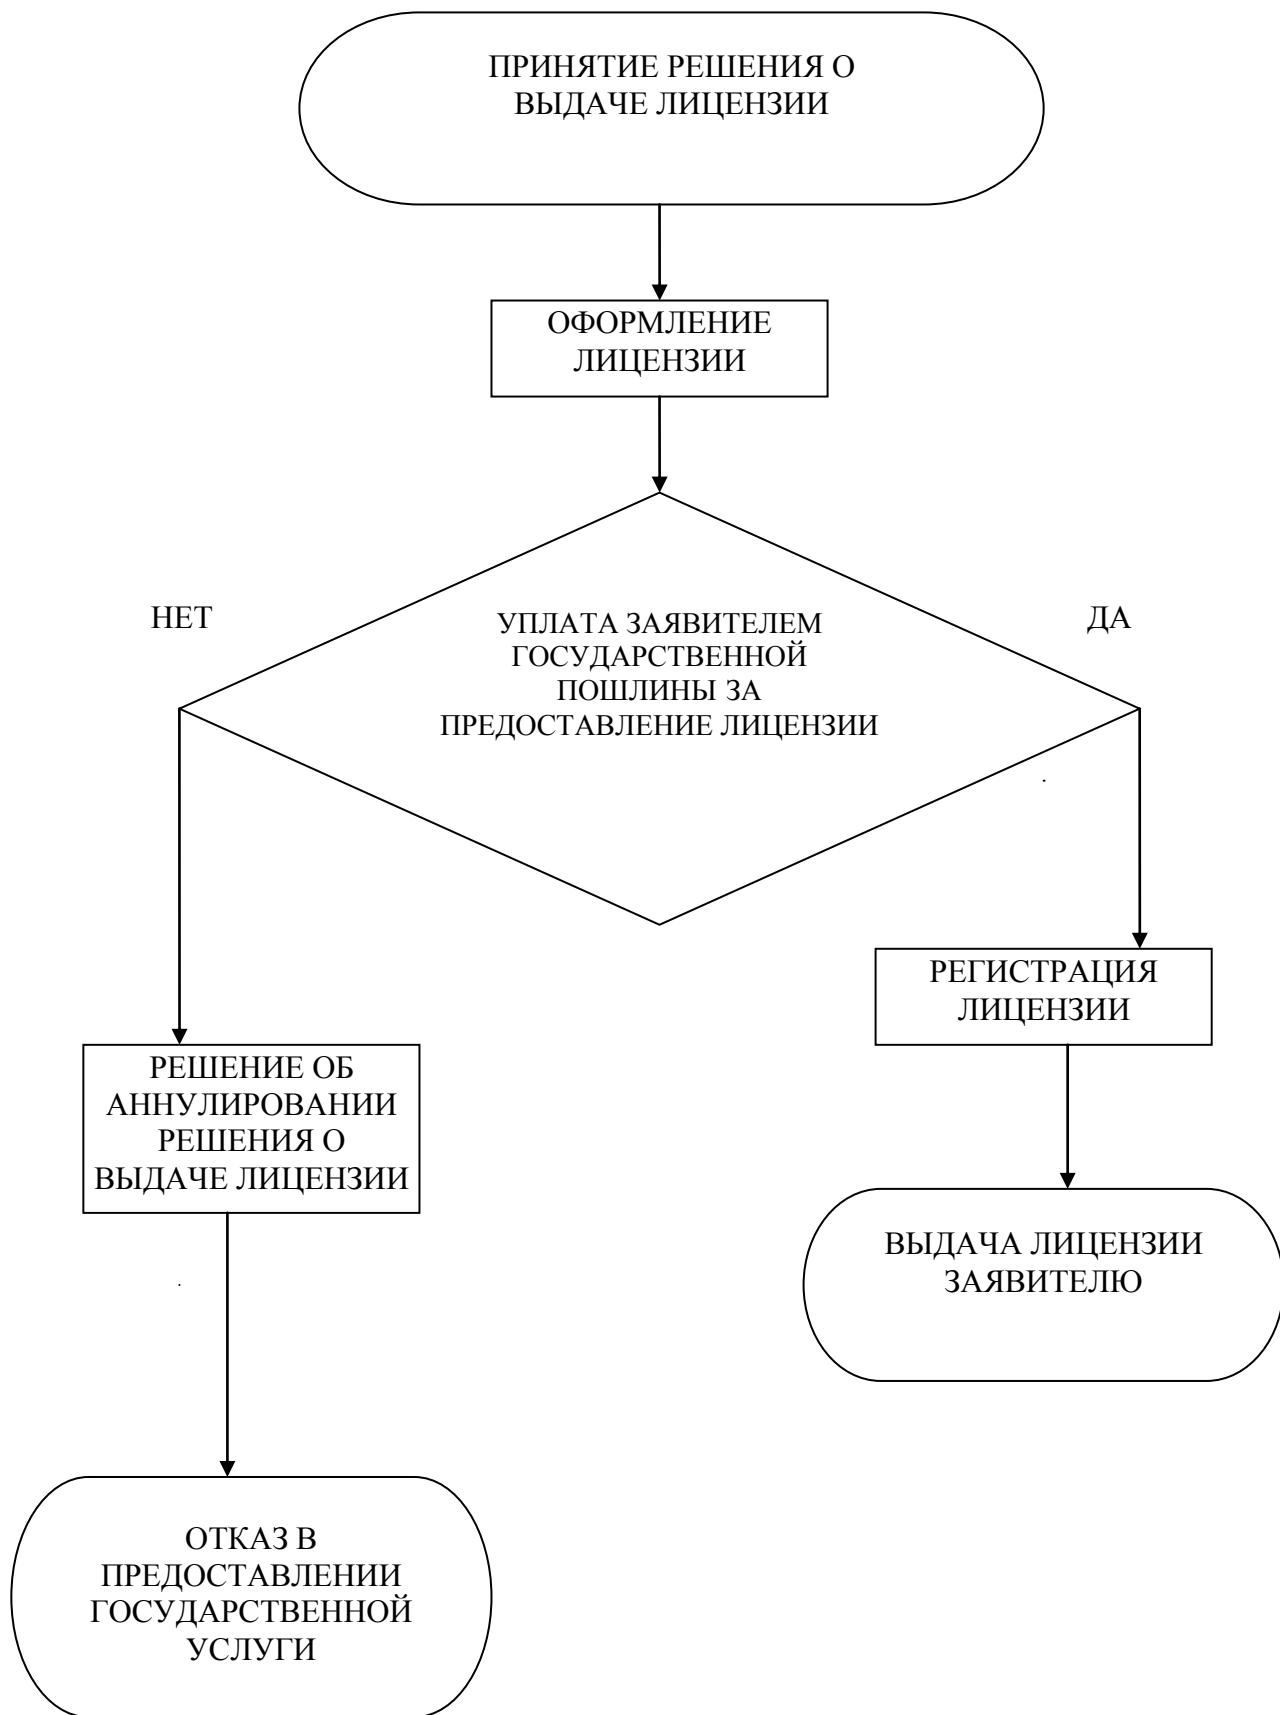 ПРИНЯТИЕ РЕШЕНИЯ О
ВЫДАЧЕ ЛИЦЕНЗИИ
ОФОРМЛЕНИЕ
ЛИЦЕНЗИИ
НЕТ
ДА
УПЛАТА ЗАЯВИТЕЛЕМ
ГОСУДАРСТВЕННОЙ
ПОШЛИНЫ ЗА
ПРЕДОСТАВЛЕНИЕ ЛИЦЕНЗИИ
РЕГИСТРАЦИЯ
ЛИЦЕНЗИИ
РЕШЕНИЕ ОБ
АННУЛИРОВАНИИ
РЕШЕНИЯ О
ВЫДАЧЕ ЛИЦЕНЗИИ
ВЫДАЧА ЛИЦЕНЗИИ
ЗАЯВИТЕЛЮ
ОТКАЗ В
ПРЕДОСТАВЛЕНИИ
ГОСУДАРСТВЕННОЙ
УСЛУГИ